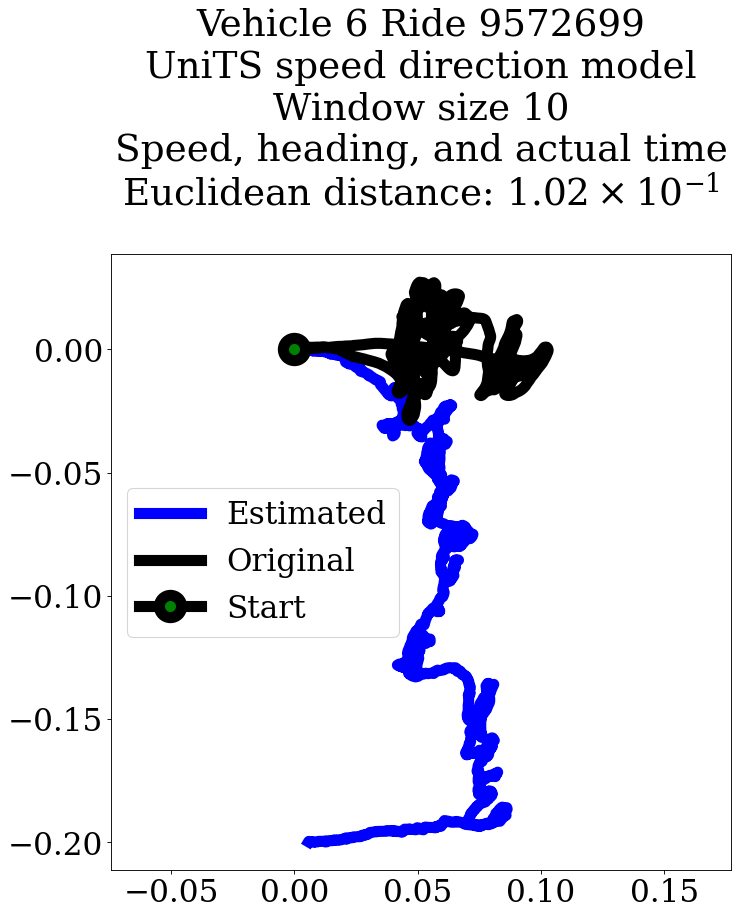 Vehicle 6 Ride 9572699
UniTS speed direction model
Window size 10
Speed, heading, and actual time
Euclidean distance: 1.02 × 10⁻¹
0.00
−0.05
Estimated
Original
−0.10
Start
−0.15
−0.20
−0.05 0.00 0.05 0.10 0.15